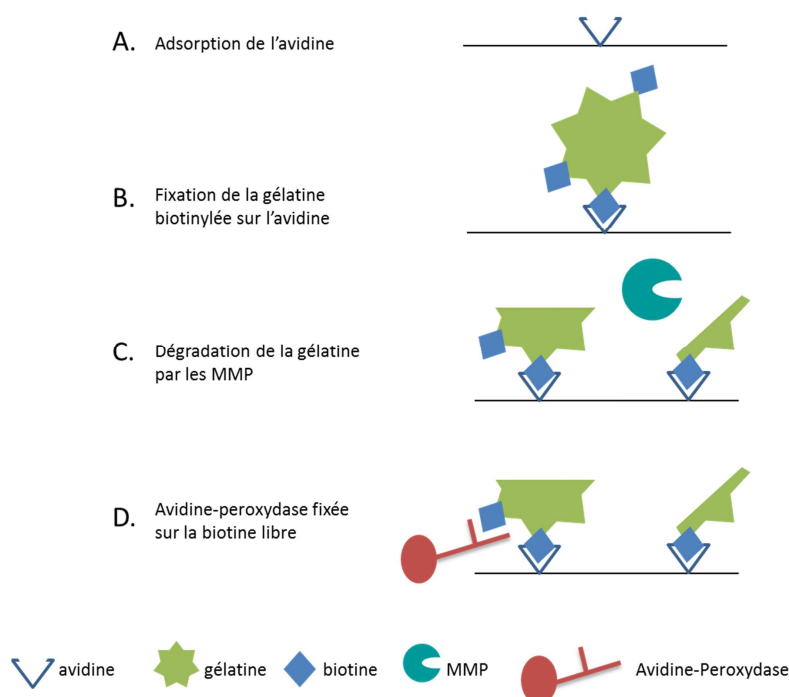 A. Adsorption de l'avidine
B. Fixation de la gélatine
biotinylée sur l'avidine
C. Dégradation de la gélatine
par les MMP
D. Avidine-peroxydase fixée
sur la biotine libre
avidine gélatine biotine MMP Avidine-Peroxydase